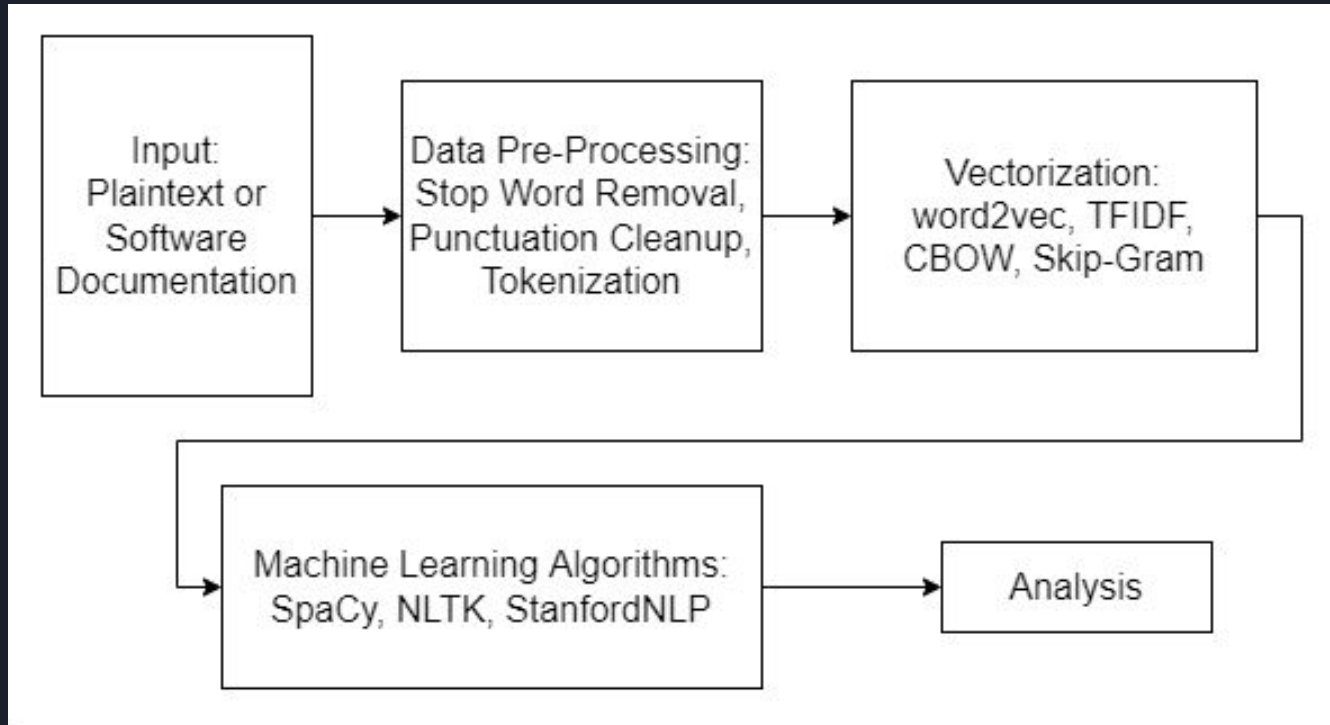 Input:
Plaintext or
Software
Documentation
Data Pre-Processing:
Stop Word Removal,
Punctuation Cleanup,
Tokenization
Vectorization:
word2vec, TFIDF,
CBOW, Skip-Gram
Machine Learning Algorithms:
SpaCy, NLTK, StanfordNLP
Analysis